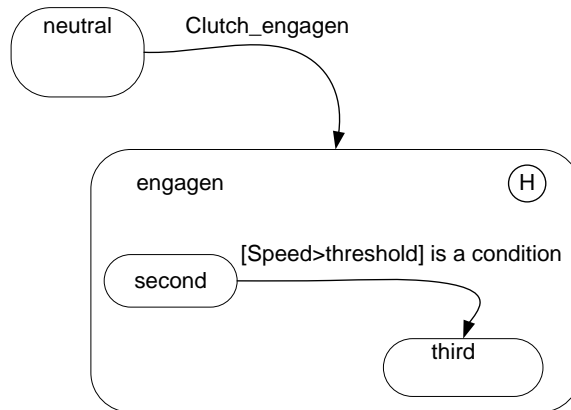 neutral
Clutch_engagen
engagen
H
[Speed>threshold] is a condition
second
third